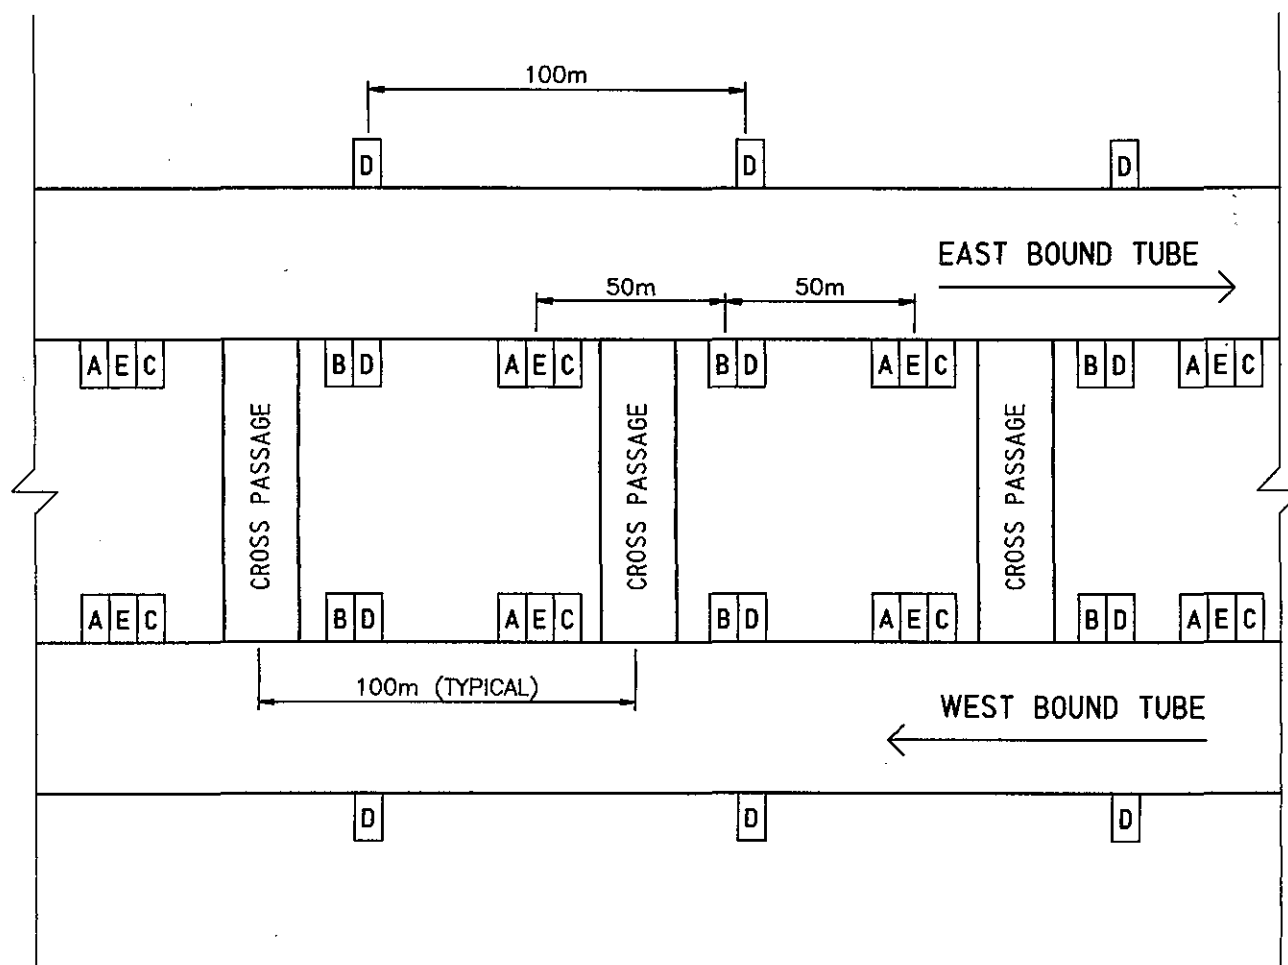 100m
D D D
EAST BOUND TUBE
50m 50m
A E C B D A E C B D A E C B D A E C
CROSS PASSAGE CROSS PASSAGE CROSS PASSAGE
A E C B D A E C B D A E C B D A E C
100m (TYPICAL)
WEST BOUND TUBE
D D D